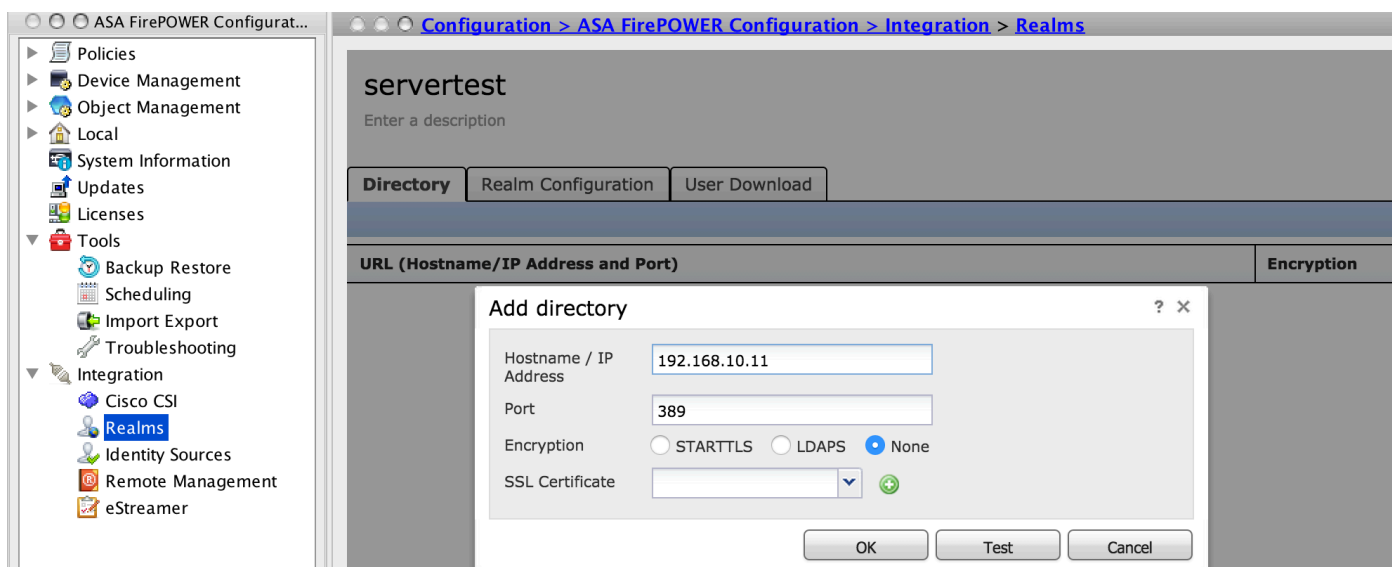 ASA FirePOWER Configurat...
Policies
Device Management
Object Management
Local
System Information
Updates
Licenses
Tools
Backup Restore
Scheduling
Import Export
Troubleshooting
Integration
Cisco CSI
Realms
Identity Sources
Remote Management
eStreamer
Configuration > ASA FirePOWER Configuration > Integration > Realms
servertest
Enter a description
Directory Realm Configuration User Download
URL (Hostname/IP Address and Port) Encryption
Add directory ? ×
Hostname / IP
Address
192.168.10.11
Port 389
Encryption STARTTLS LDAPS None
SSL Certificate
OK Test Cancel